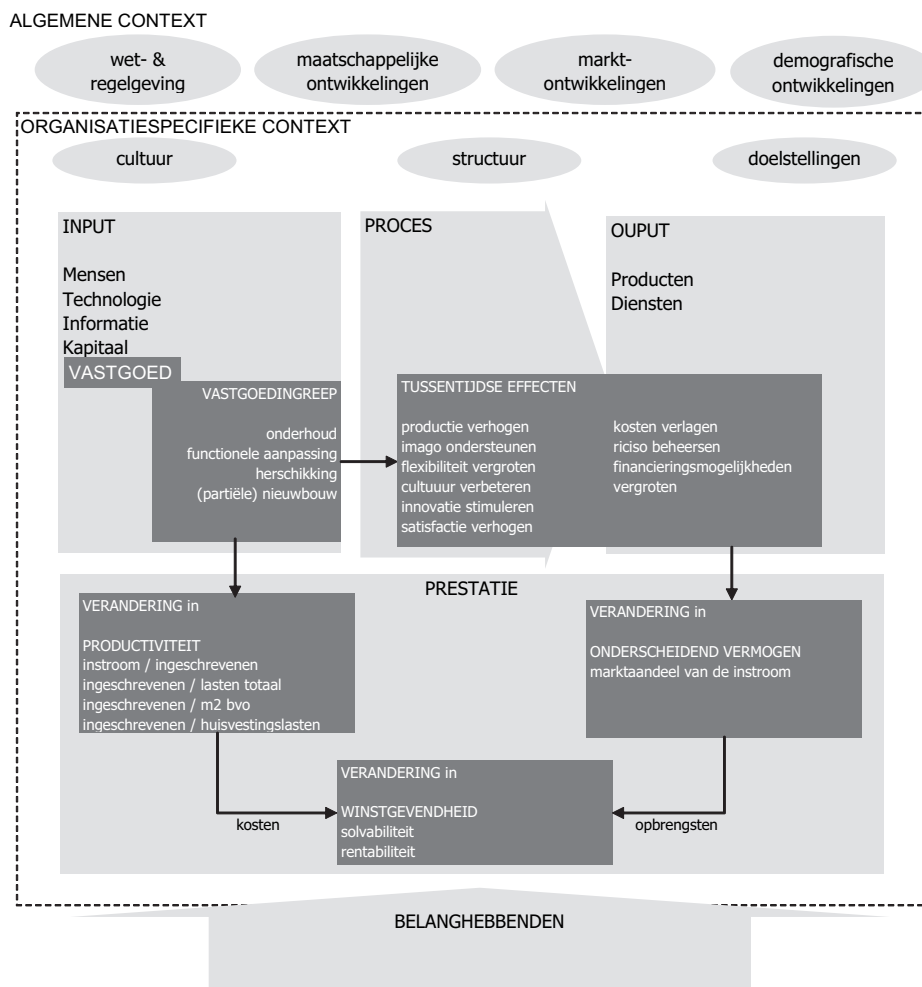 ALGEMENE CONTEXT
wet- &
regelgeving
maatschappelijke
ontwikkelingen
markt-
ontwikkelingen
demografische
ontwikkelingen
ORGANISATIESPECIFIEKE CONTEXT
cultuur
structuur
doelstellingen
INPUT
Mensen
Technologie
Informatie
Kapitaal
VASTGOED
VASTGOEDINGREEP
onderhoud
functionele aanpassing
herschikking
(partiële) nieuwbouw
PROCES
OUPUT
Producten
Diensten
TUSSENTIJDSE EFFECTEN
productie verhogen
imago ondersteunen
flexibiliteit vergroten
cultuuur verbeteren
innovatie stimuleren
satisfactie verhogen
kosten verlagen
riciso beheersen
financieringsmogelijkheden
vergroten
PRESTATIE
VERANDERING in
PRODUCTIVITEIT
instroom / ingeschrevenen
ingeschrevenen / lasten totaal
ingeschrevenen / m2 bvo
ingeschrevenen / huisvestingslasten
VERANDERING in
ONDERSCHEIDEND VERMOGEN
marktaandeel van de instroom
VERANDERING in
WINSTGEVENDHEID
solvabiliteit
rentabiliteit
kosten
opbrengsten
BELANGHEBBENDEN